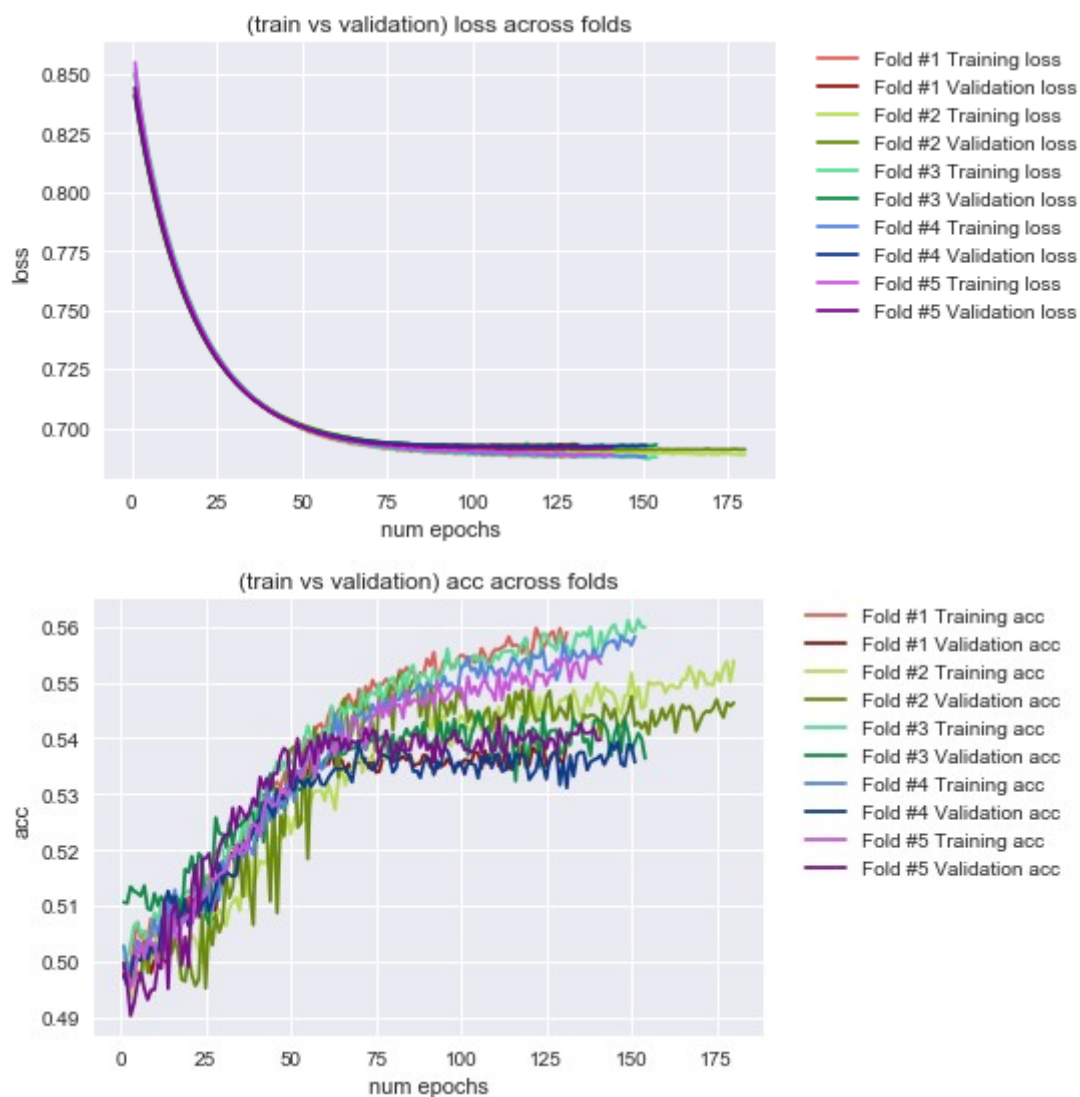 (train vs validation) loss across folds
0.850
0.825
0.800
0.775
0.750
0.725
0.700
loss
0 25 50 75 100 125 150 175
num epochs
Fold #1 Training loss
Fold #1 Validation loss
Fold #2 Training loss
Fold #2 Validation loss
Fold #3 Training loss
Fold #3 Validation loss
Fold #4 Training loss
Fold #4 Validation loss
Fold #5 Training loss
Fold #5 Validation loss
(train vs validation) acc across folds
0.56
0.55
0.54
0.53
0.52
0.51
0.50
0.49
acc
0 25 50 75 100 125 150 175
num epochs
Fold #1 Training acc
Fold #1 Validation acc
Fold #2 Training acc
Fold #2 Validation acc
Fold #3 Training acc
Fold #3 Validation acc
Fold #4 Training acc
Fold #4 Validation acc
Fold #5 Training acc
Fold #5 Validation acc